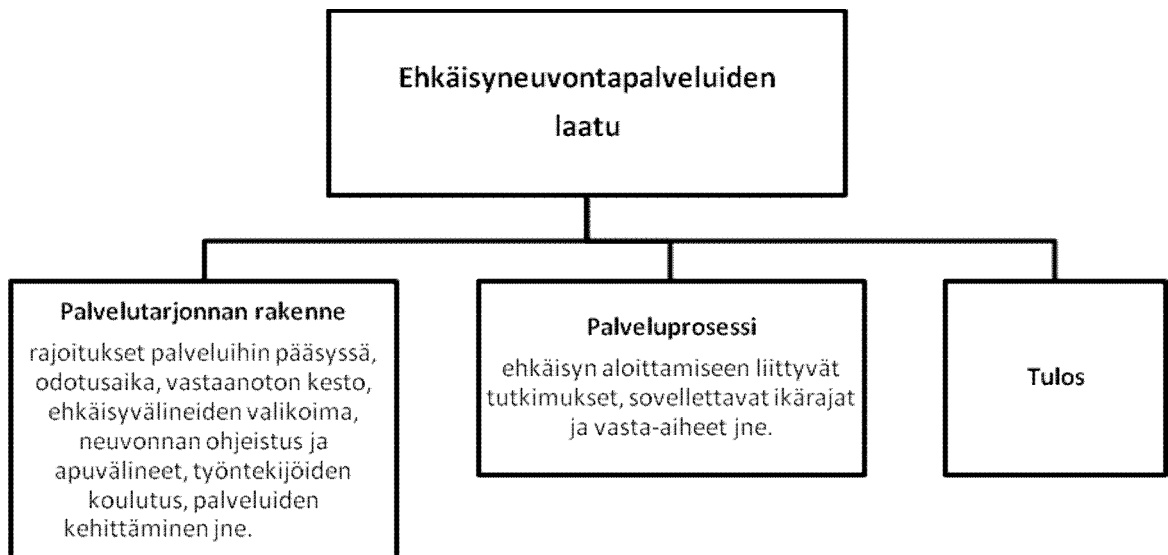 Ehkäisyneuvontapalveluiden
laatu
Palvelutarjonnan rakenne
rajoitukset palveluihin pääsyssä,
odotusaika, vastaanoton kesto,
ehkäisyvälineiden valikoima,
neuvonnan ohjeistus ja
apuvälineet, työntekijöiden
koulutus, palveluiden
kehittäminen jne.
Palveluprosessi
ehkäisyn aloittamiseen liittyvät
tutkimukset, sovellettavat ikärajat
ja vasta-aiheet jne.
Tulos